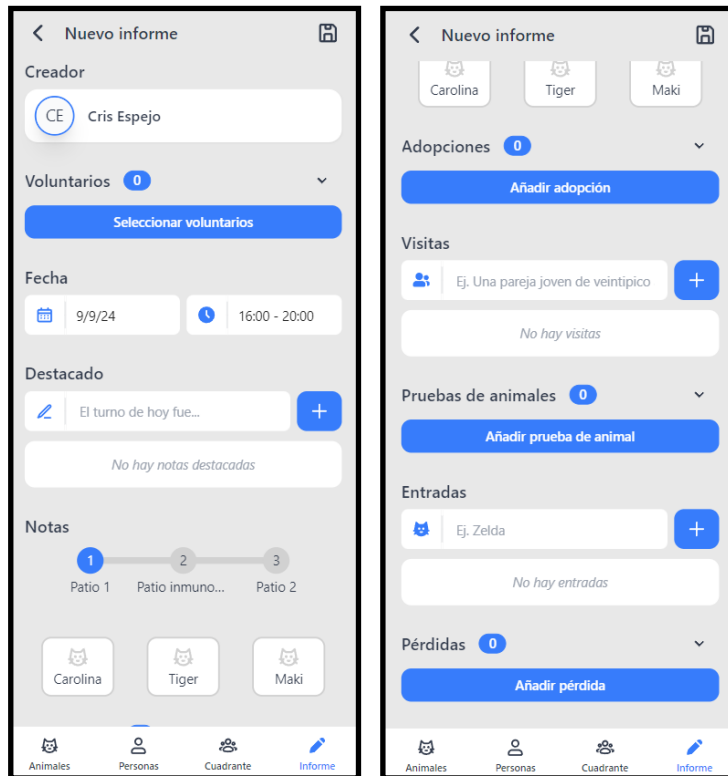 Nuevo informe
Creador
CE Cris Espejo
Voluntarios 0
Seleccionar voluntarios
Fecha
9/9/24 16:00 - 20:00
Destacado
El turno de hoy fue...
No hay notas destacadas
Notas
1 2 3
Patio 1 Patio inmuno... Patio 2
Carolina Tiger Maki
Animales Personas Cuadrante Informe
Nuevo informe
Carolina Tiger Maki
Adopciones 0
Añadir adopción
Visitas
Ej. Una pareja joven de veintipico
No hay visitas
Pruebas de animales 0
Añadir prueba de animal
Entradas
Ej. Zelda
No hay entradas
Pérdidas 0
Añadir pérdida
Animales Personas Cuadrante Informe